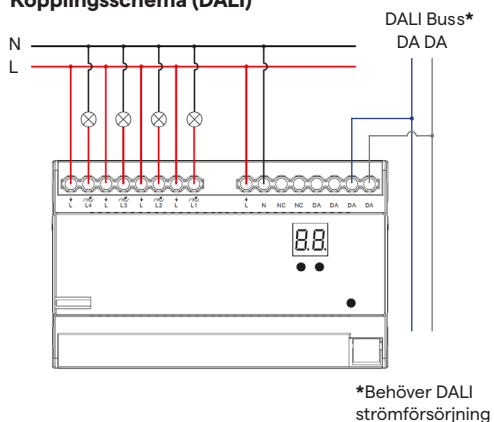 Kopplingsschema (DALI)
DALI Buss*
DA DA
N
L
L L4 L L3 L L2 L L1 L N NC NC DA DA DA DA
8.8.
*Behöver DALI
strömförsörjning